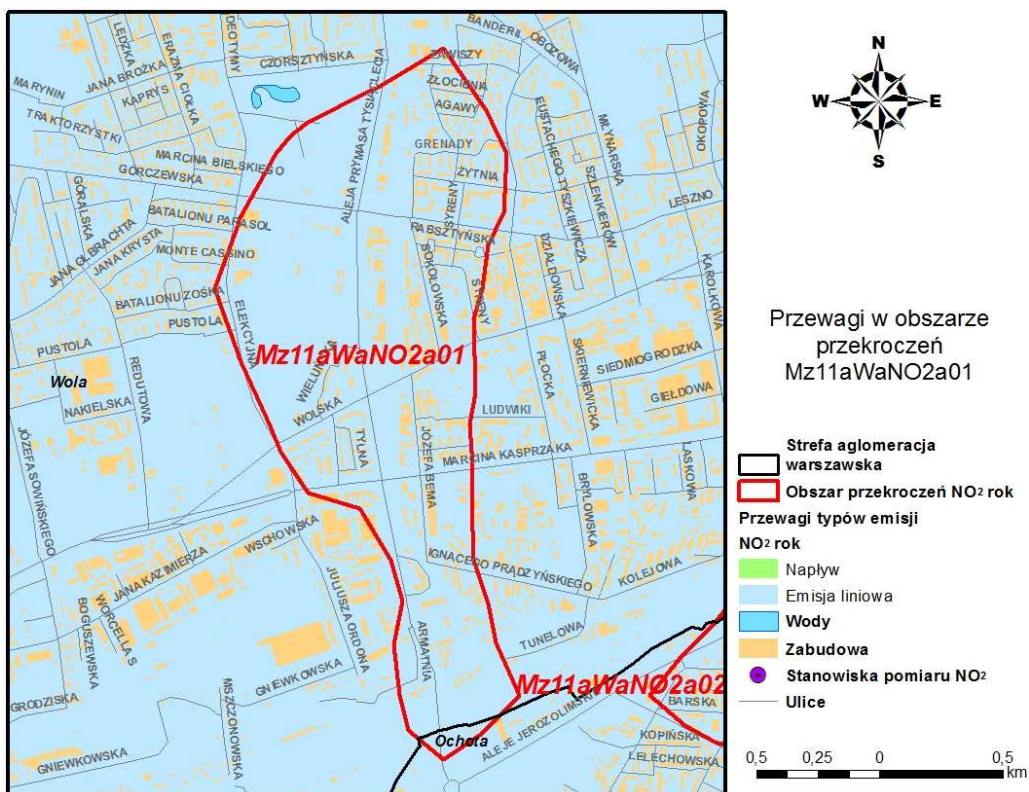 BANDERII
OBOZOWA
ZAWISZY
DEOTYMY
CZORSZTYŃSKA
LĘDZKA
ERAZMA CIOŁKA
JANA BROŻKA
MARYNIN
KAPRYS
TRAKTORZYSTKI
ZŁOCIENIA
AGAWY
ALEJA PRYMASA TYSIĄCLECIA
EUSTACHEGO TYSZKIEWICZA
MŁYNARSKA
OKOPOWA
GRENADY
MARCINA BIELSKIEGO
GÓRCZEWSKA
ŻYTNIA
SZLENKIERÓW
LESZNO
GÓRALSKA
BATALIONU PARASOL
SYRENY
RABSZTYŃSKA
JANA OLBRACHTA
JANA KRYSTA
MONTE CASSINO
SOKOŁOWSKA
DZIAŁDOWSKA
KAROLKOWA
BATALIONU ZOŚKA
PUSTOLA
ELEKCYJNA
SYRENY
PUSTOLA
Mz11aWaNO2a01
Wola
REDUTOWA
WIELUŃSKA
PŁOCKA
SKIERNIEWICKA
SIEDMIOGRODZKA
NAKIELSKA
WOLSKA
LUDWIKI
GIEŁDOWA
JÓZEFA SOWIŃSKIEGO
TYLNA
JÓZEFA BEMA
MARCINA KASPRZAKA
LASKOWA
BRYLOWSKA
WSCHOWSKA
JANA KAZIMIERZA
IGNACEGO PRĄDZYŃSKIEGO
KOLEJOWA
JULIUSZA ORDONA
WORCELLA S
BOGUSZEWSKA
ARMATNIA
TUNELOWA
GNIEWKOWSKA
GRODZISKA
MSZCZONOWSKA
Mz11aWaNO2a02
BARSKA
Ochota
ALEJE JEROZOLIMSKIE
KOPIŃSKA
LELECHOWSKA
GNIEWKOWSKA
N
W E
S
Przewagi w obszarze
przekroczeń
Mz11aWaNO2a01
Strefa aglomeracja
warszawska
Obszar przekroczeń NO2 rok
Przewagi typów emisji
NO2 rok
Napływ
Emisja liniowa
Wody
Zabudowa
Stanowiska pomiaru NO2
Ulice
0,5 0,25 0 0,5
km